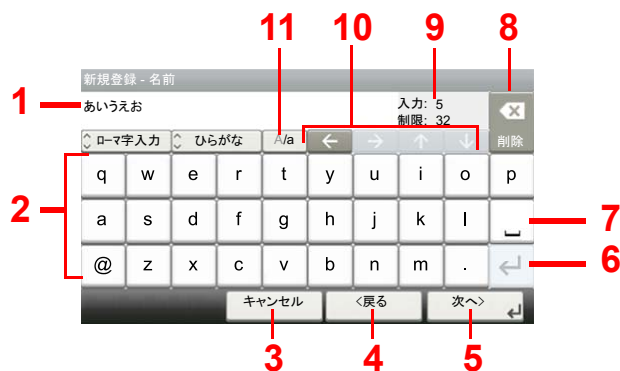 11 10 9 8
新規登録 - 名前
1
あいうえお
入力: 5
制限: 32
ローマ字入力 ひらがな A/a ← → ↑ ↓ 削除
q w e r t y u i o p
2
a s d f g h j k l
7
@ z x c v b n m .
6
キャンセル <戻る 次へ>
3 4 5